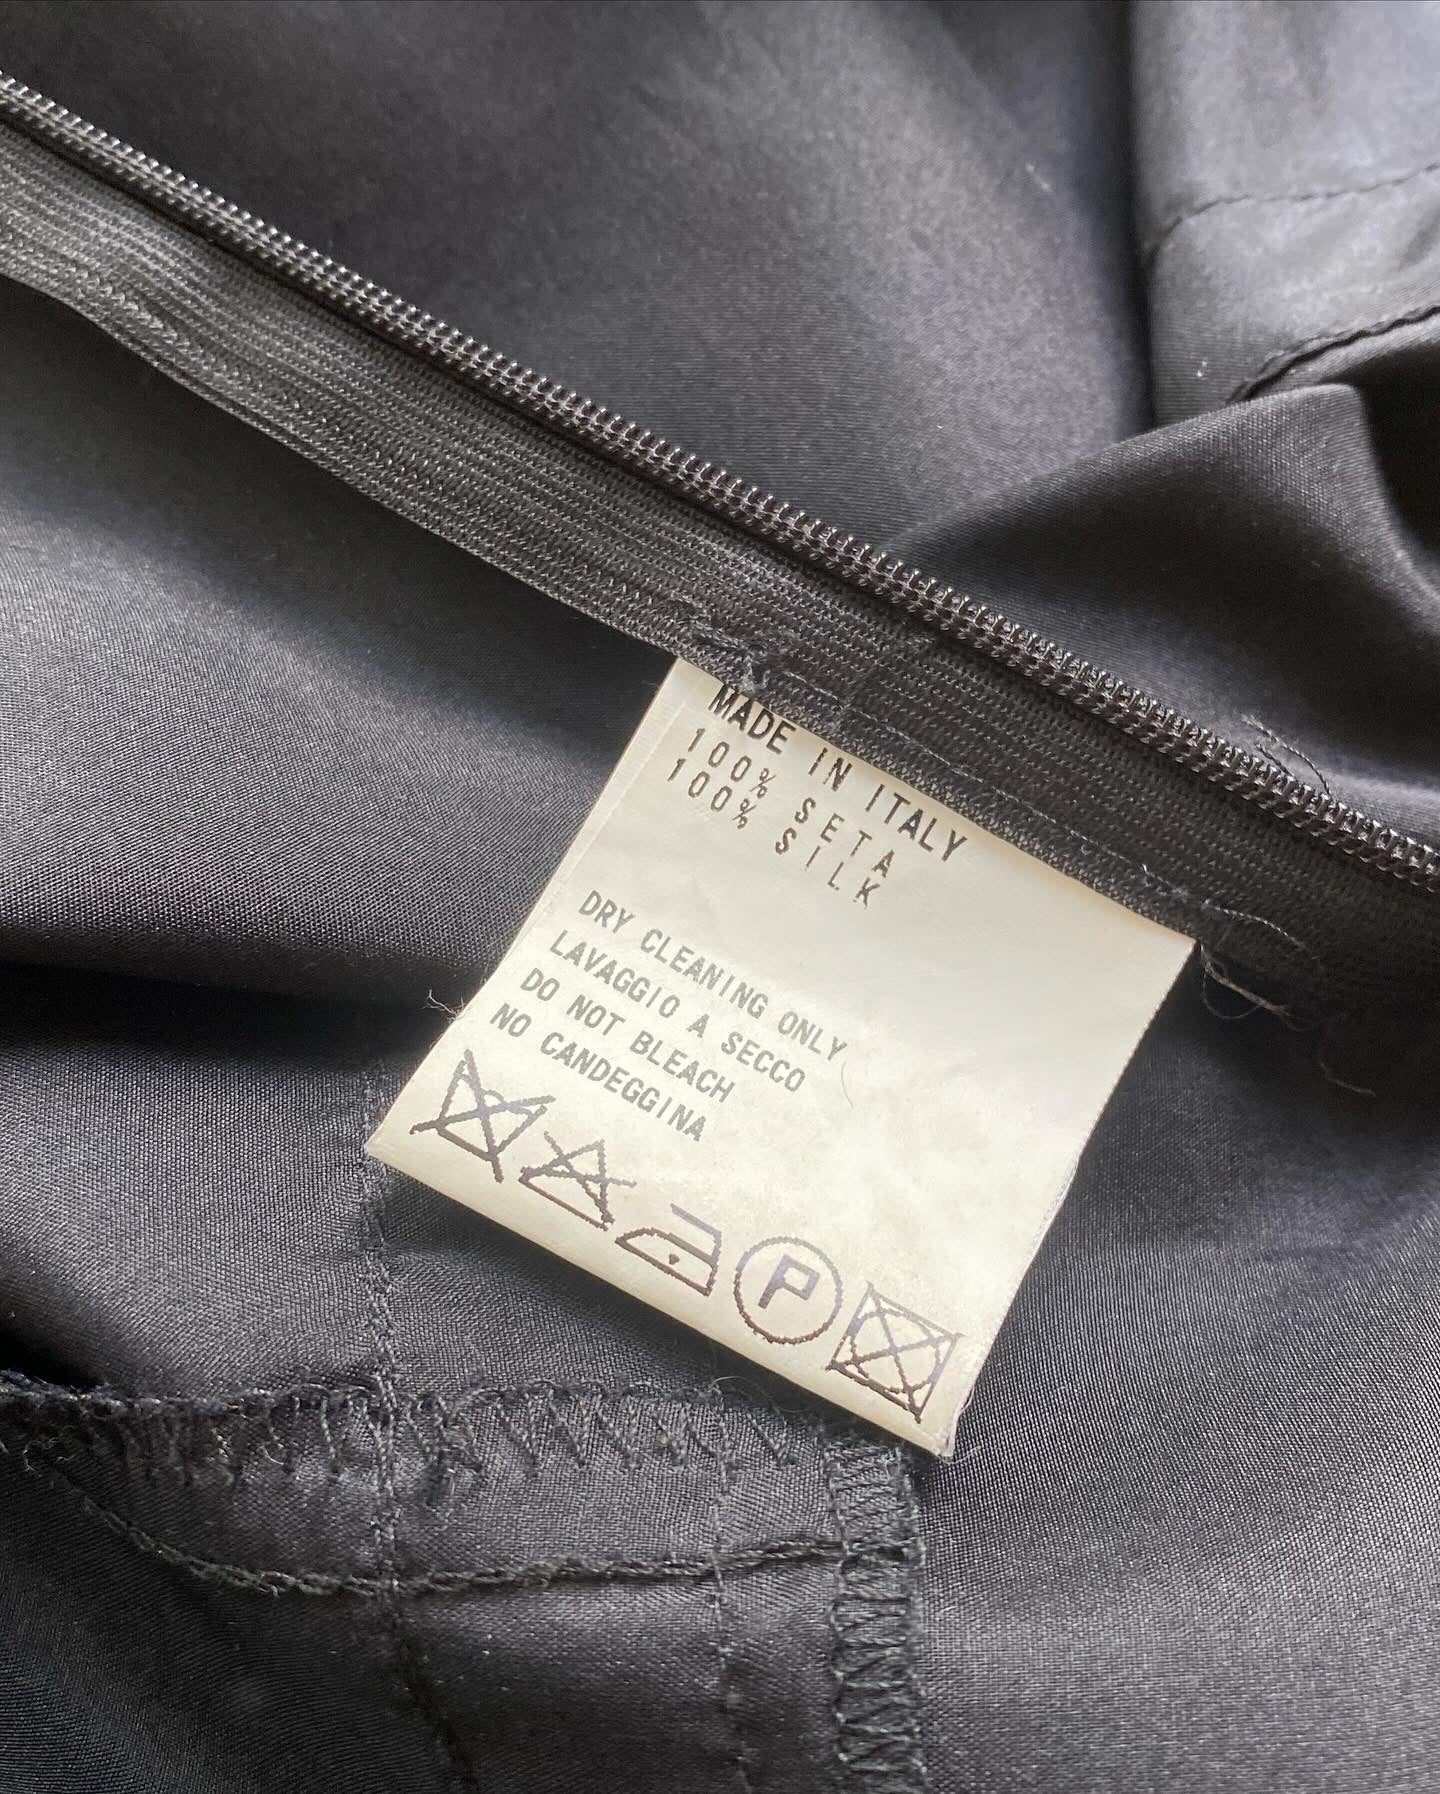 MADE IN ITALY
100% SETA
100% SILK
DRY CLEANING ONLY
LAVAGGIO A SECCO
DO NOT BLEACH
NO CANDEGGINA
P